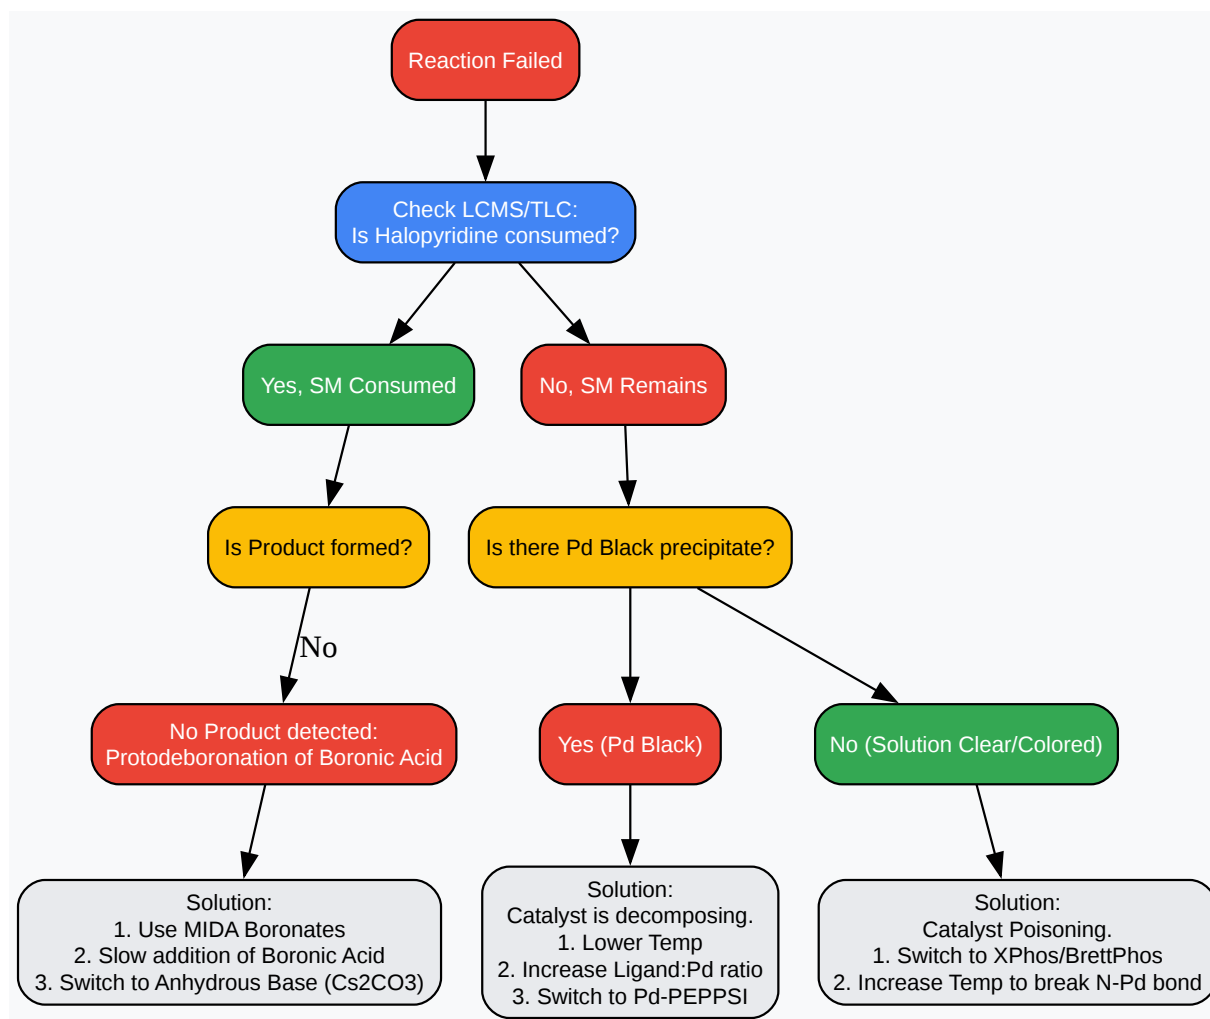 Reaction Failed
Check LCMS/TLC:
Is Halopyridine consumed?
Yes, SM Consumed
No, SM Remains
Is Product formed?
Is there Pd Black precipitate?
No
No Product detected:
Protodeboronation of Boronic Acid
Yes (Pd Black)
No (Solution Clear/Colored)
Solution:
1. Use MIDA Boronates
2. Slow addition of Boronic Acid
3. Switch to Anhydrous Base (Cs2CO3)
Solution:
Catalyst is decomposing.
1. Lower Temp
2. Increase Ligand:Pd ratio
3. Switch to Pd-PEPPSI
Solution:
Catalyst Poisoning.
1. Switch to XPhos/BrettPhos
2. Increase Temp to break N-Pd bond